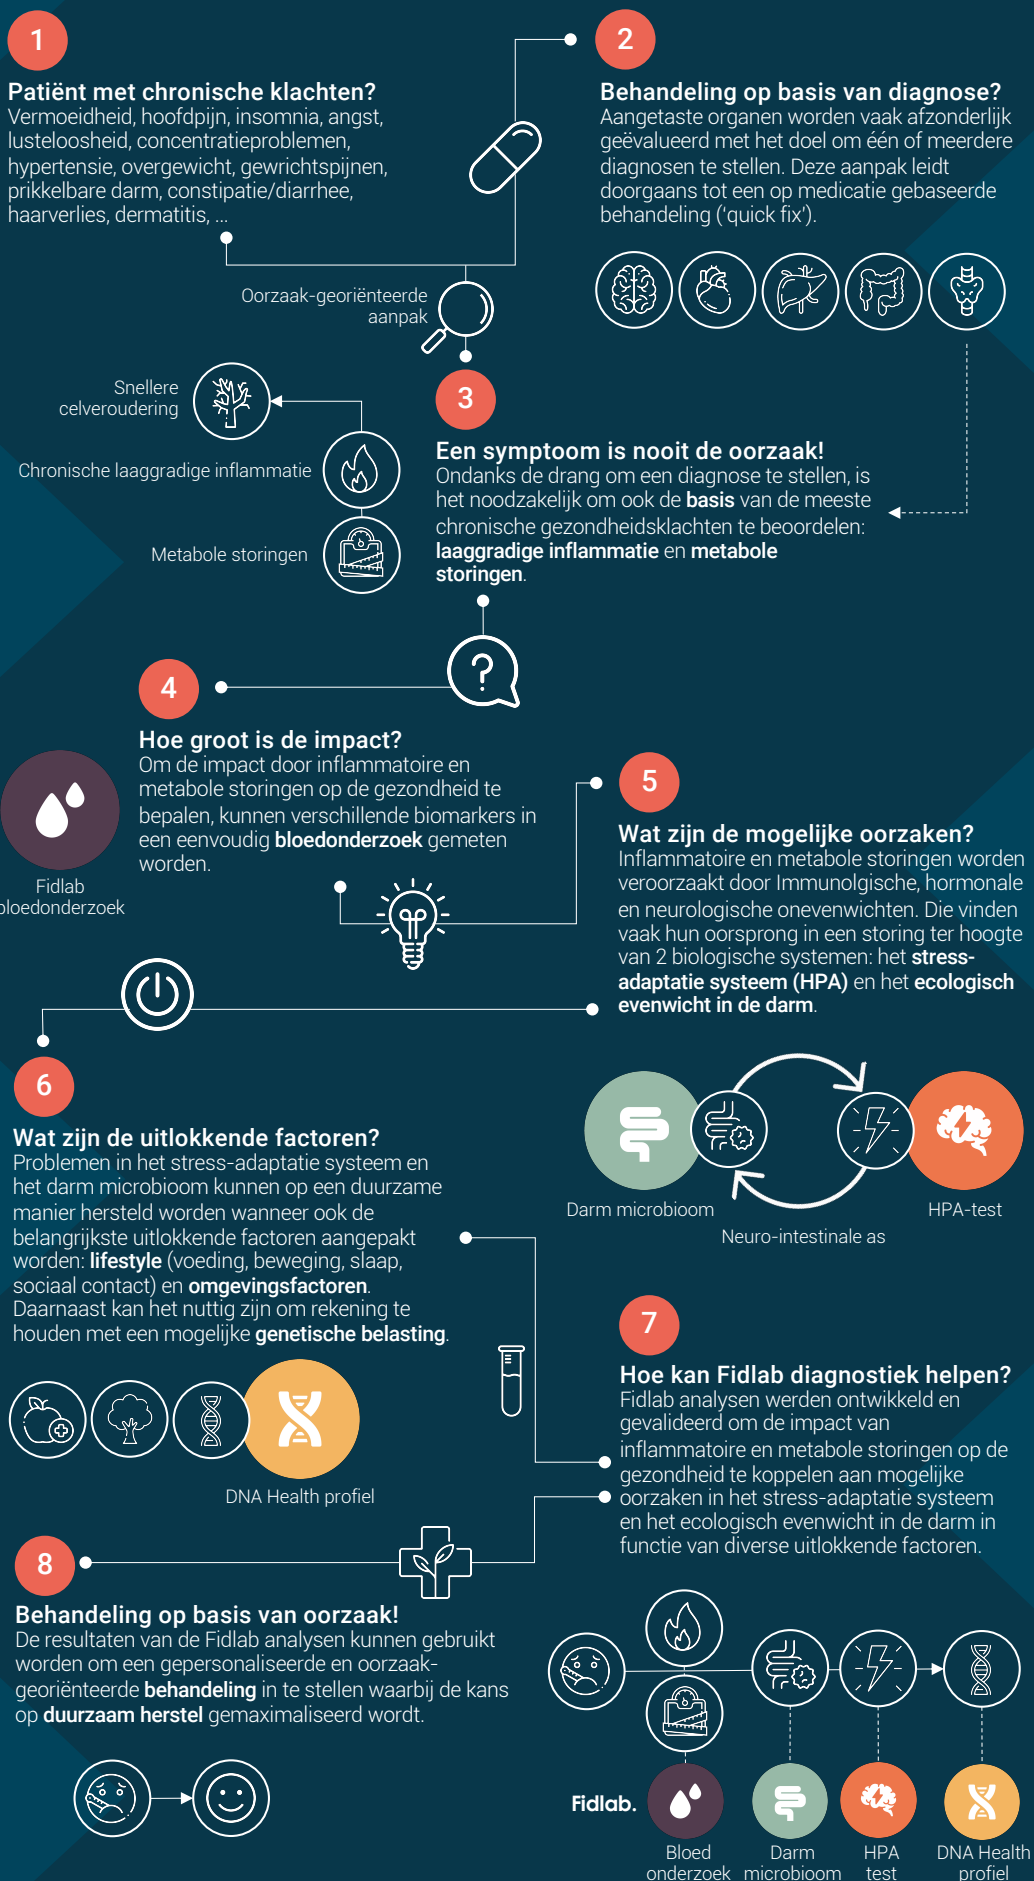 1
Patiënt met chronische klachten?
Vermoeidheid, hoofdpijn, insomnia, angst,
lusteloosheid, concentratieproblemen,
hypertensie, overgewicht, gewrichtspijnen,
prikkelbare darm, constipatie/diarrhee,
haarverlies, dermatitis, ...
2
Behandeling op basis van diagnose?
Aangetaste organen worden vaak afzonderlijk
geëvalueerd met het doel om één of meerdere
diagnosen te stellen. Deze aanpak leidt
doorgaans tot een op medicatie gebaseerde
behandeling (‘quick fix’).
Oorzaak-georiënteerde
aanpak
Snellere
celveroudering
Chronische laaggradige inflammatie
Metabole storingen
3
Een symptoom is nooit de oorzaak!
Ondanks de drang om een diagnose te stellen, is
het noodzakelijk om ook de basis van de meeste
chronische gezondheidsklachten te beoordelen:
laaggradige inflammatie en metabole
storingen.
4
Hoe groot is de impact?
Om de impact door inflammatoire en
metabole storingen op de gezondheid te
bepalen, kunnen verschillende biomarkers in
een eenvoudig bloedonderzoek gemeten
worden.
Fidlab
bloedonderzoek
5
Wat zijn de mogelijke oorzaken?
Inflammatoire en metabole storingen worden
veroorzaakt door Immunolgische, hormonale
en neurologische onevenwichten. Die vinden
vaak hun oorsprong in een storing ter hoogte
van 2 biologische systemen: het stress-
adaptatie systeem (HPA) en het ecologisch
evenwicht in de darm.
Darm microbioom
Neuro-intestinale as
HPA-test
6
Wat zijn de uitlokkende factoren?
Problemen in het stress-adaptatie systeem en
het darm microbioom kunnen op een duurzame
manier hersteld worden wanneer ook de
belangrijkste uitlokkende factoren aangepakt
worden: lifestyle (voeding, beweging, slaap,
sociaal contact) en omgevingsfactoren.
Daarnaast kan het nuttig zijn om rekening te
houden met een mogelijke genetische belasting.
DNA Health profiel
7
Hoe kan Fidlab diagnostiek helpen?
Fidlab analysen werden ontwikkeld en
gevalideerd om de impact van
inflammatoire en metabole storingen op de
gezondheid te koppelen aan mogelijke
oorzaken in het stress-adaptatie systeem
en het ecologisch evenwicht in de darm in
functie van diverse uitlokkende factoren.
8
Behandeling op basis van oorzaak!
De resultaten van de Fidlab analysen kunnen gebruikt
worden om een gepersonaliseerde en oorzaak-
georiënteerde behandeling in te stellen waarbij de kans
op duurzaam herstel gemaximaliseerd wordt.
Fidlab.
Bloed
onderzoek
Darm
microbioom
HPA
test
DNA Health
profiel